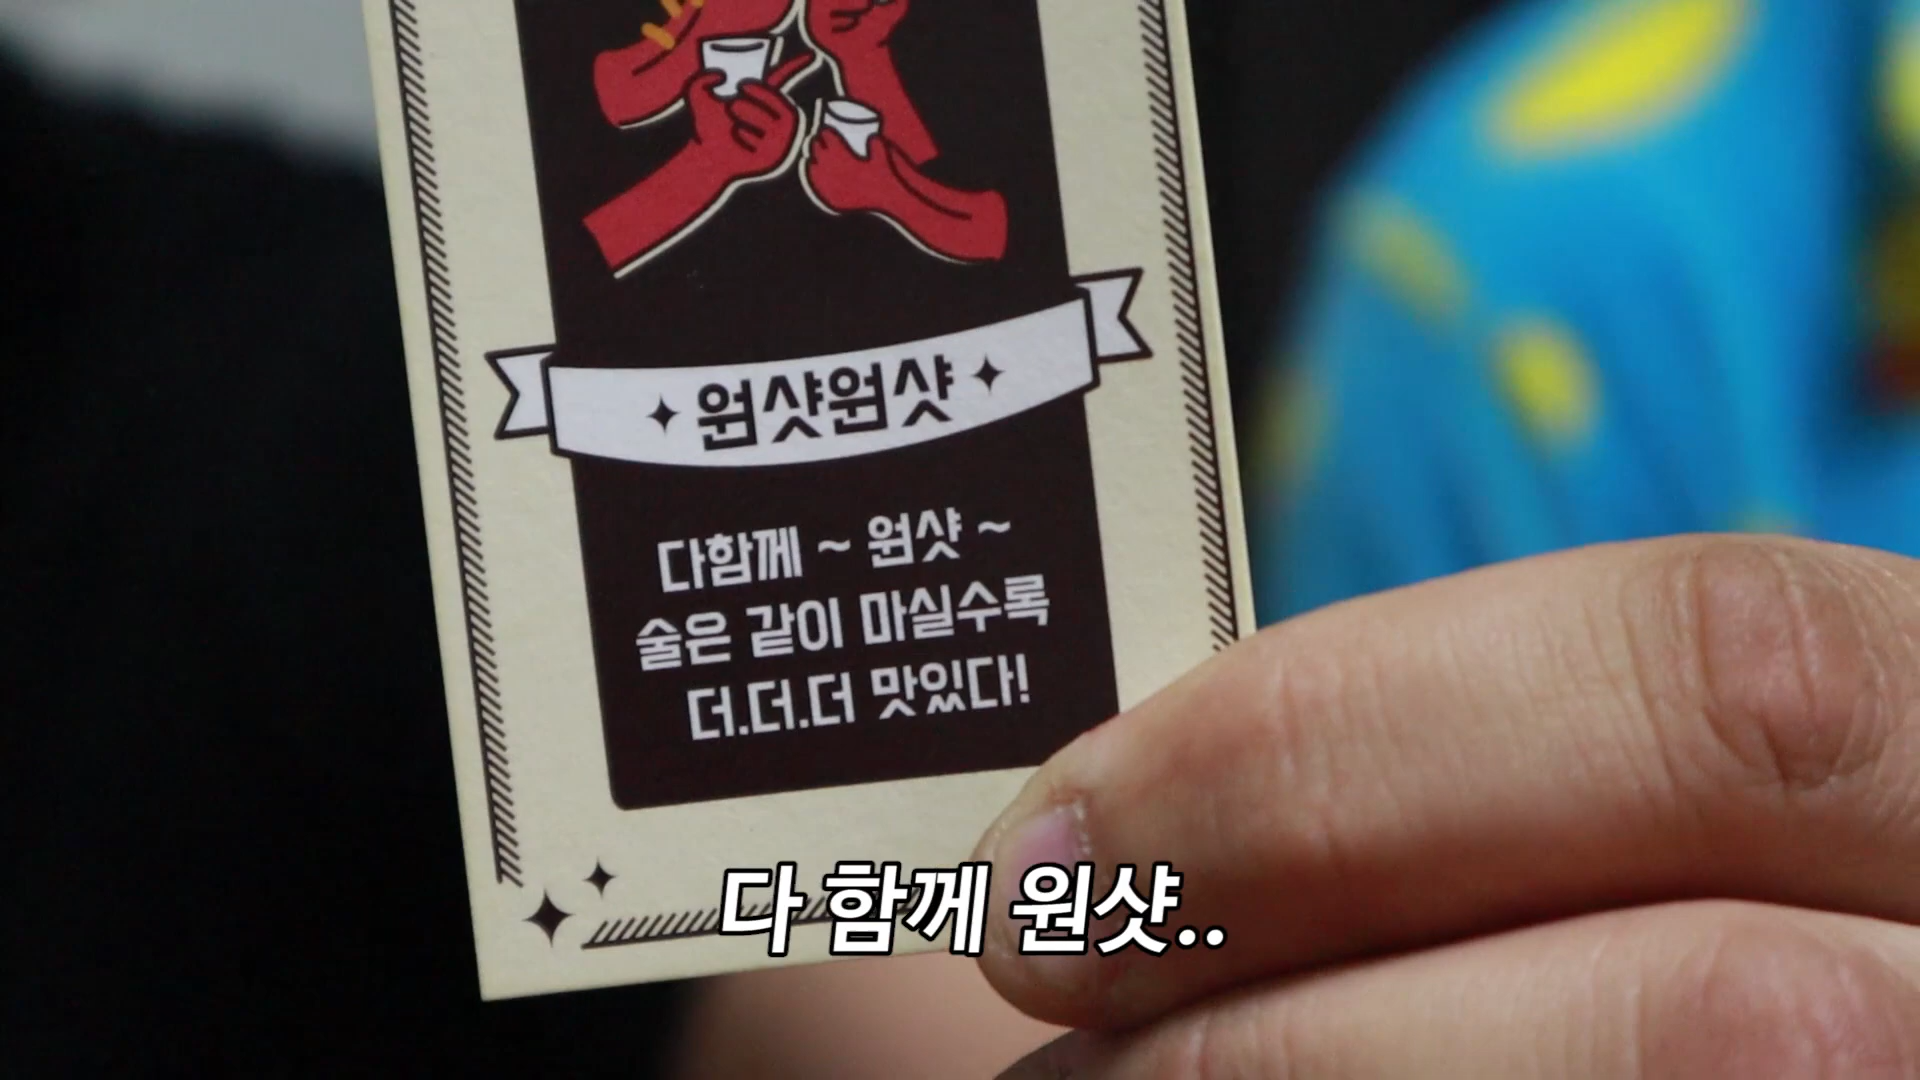 원샷원샷
다함께 ~ 원샷 ~
술은 같이 마실수록
더.더.더 맛있다!
다 함께 원샷..